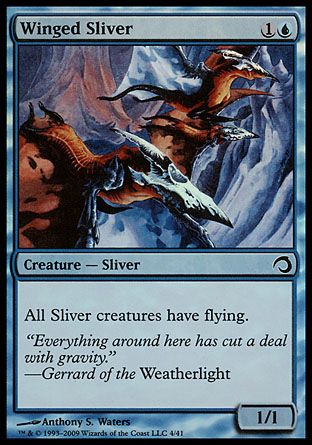 Winged Sliver 1
Creature — Sliver
All Sliver creatures have flying.
“Everything around here has cut a deal
with gravity.”
—Gerrard of the Weatherlight
Anthony S. Waters
™ & © 1993–2009 Wizards of the Coast LLC 4/41
1/1